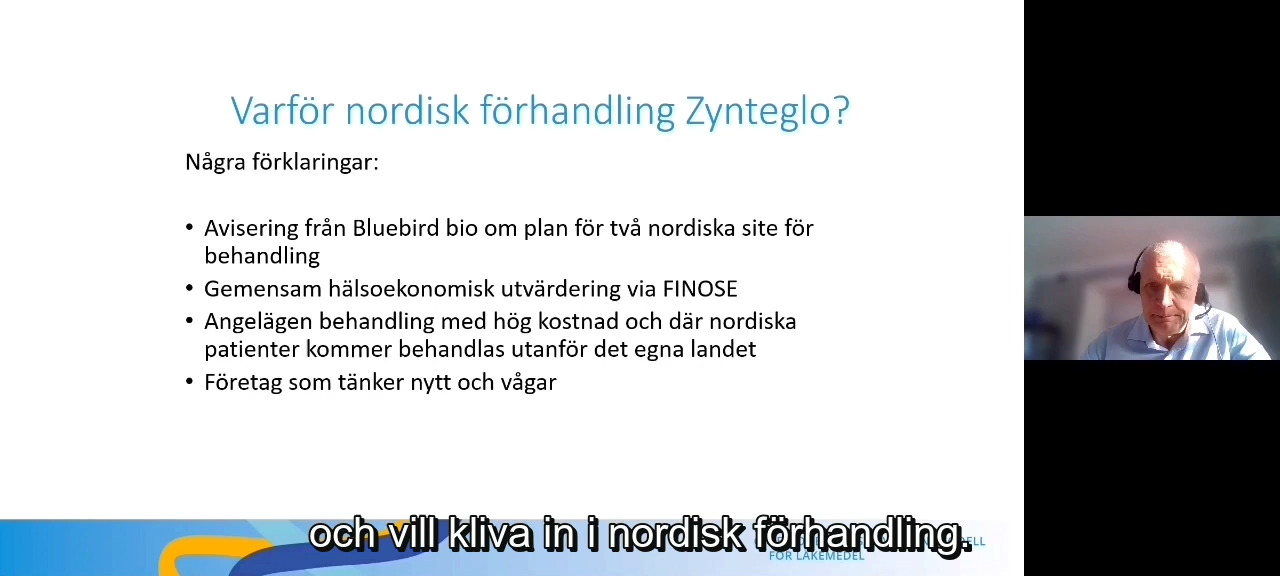 Varför nordisk förhandling Zynteglo?
Några förklaringar:
• Avisering från Bluebird bio om plan för två nordiska site för
behandling
• Gemensam hälsoekonomisk utvärdering via FINOSE
• Angelägen behandling med hög kostnad och där nordiska
patienter kommer behandlas utanför det egna landet
• Företag som tänker nytt och vågar
och vill kliva in i nordisk förhandling.
FÖR LÄKEMEDEL